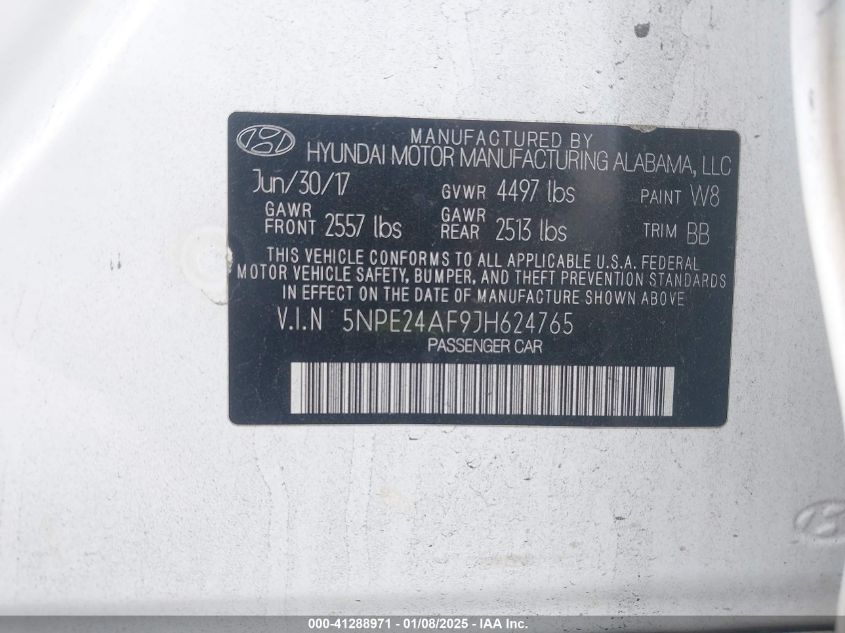 MANUFACTURED BY
HYUNDAI MOTOR MANUFACTURING ALABAMA, LLC
Jun/30/17 GVWR 4497 lbs PAINT W8
GAWR FRONT 2557 lbs GAWR REAR 2513 lbs TRIM BB
THIS VEHICLE CONFORMS TO ALL APPLICABLE U.S.A. FEDERAL
MOTOR VEHICLE SAFETY, BUMPER, AND THEFT PREVENTION STANDARDS
IN EFFECT ON THE DATE OF MANUFACTURE SHOWN ABOVE
V.I.N 5NPE24AF9JH624765
PASSENGER CAR
000-41288971 - 01/08/2025 - IAA Inc.